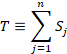 T ≡ ∑_{j=1}^{n} S_j